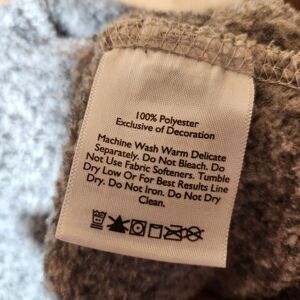 100% Polyester
Exclusive of Decoration
Machine Wash Warm Delicate
Separately. Do Not Bleach. Do
Not Use Fabric Softeners. Tumble
Dry Low Or For Best Results Line
Dry. Do Not Iron. Do Not Dry
Clean.